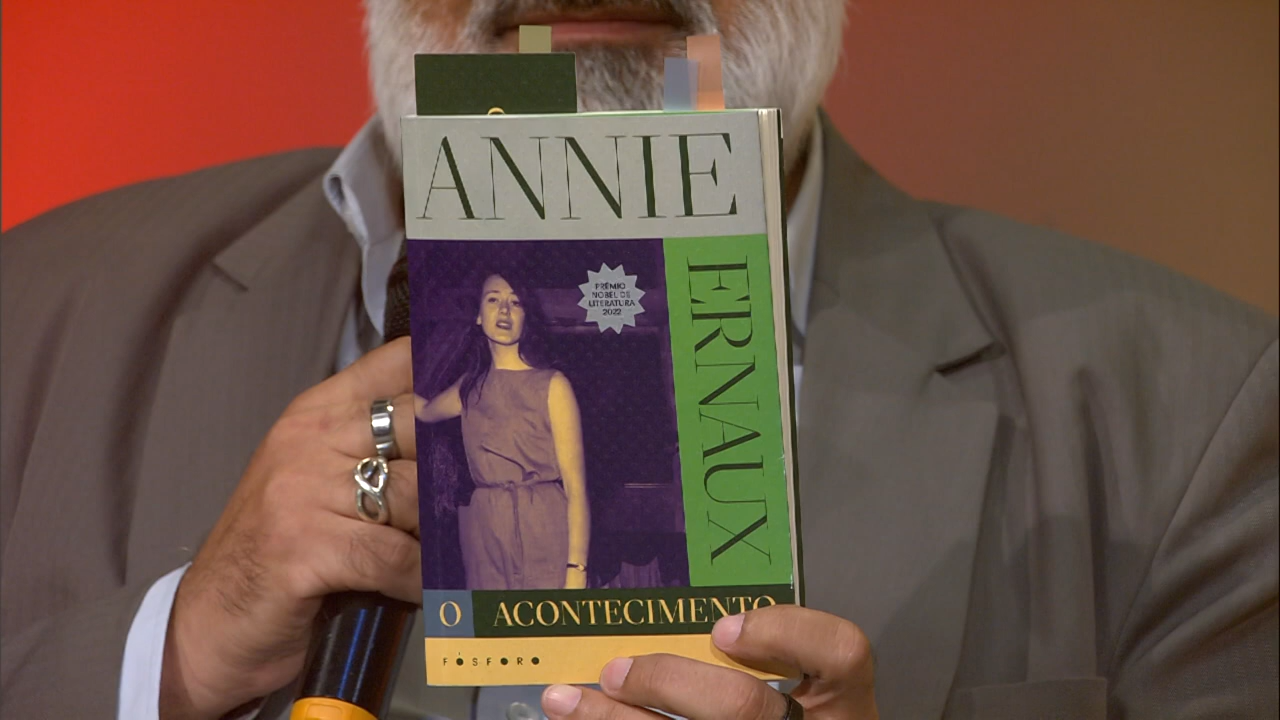 ANNIE
ERNAUX
PRÊMIO
NOBEL DE
LITERATURA
2022
O ACONTECIMENTO
FÓSFORO